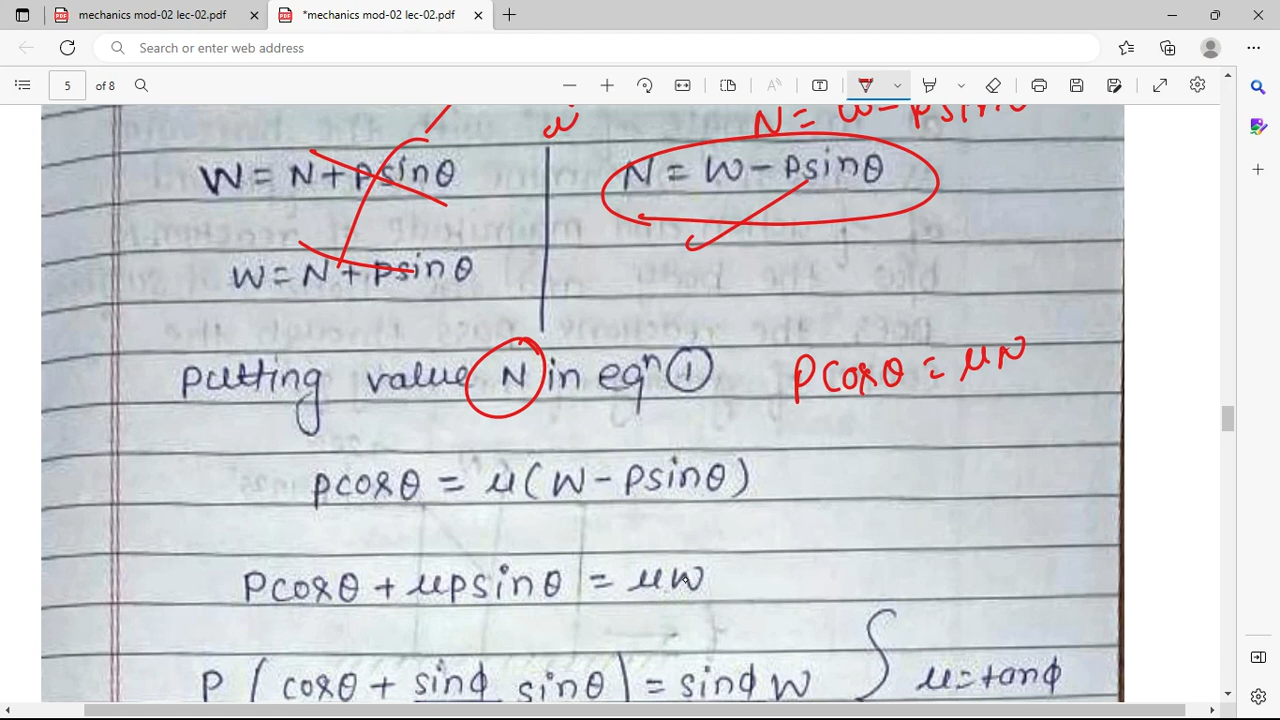 mechanics mod-02 lec-02.pdf
*mechanics mod-02 lec-02.pdf
Search or enter web address
5 of 8
N = W - Psinθ
W = N + Psinθ
N = W - Psinθ
W = N + Psinθ
Putting value N in eqⁿ ① Pcosθ = μN
Pcosθ = μ(W - Psinθ)
Pcosθ + μPsinθ = μW
P (cosθ + sinϕ sinθ) = sinϕ W μ = tanϕ